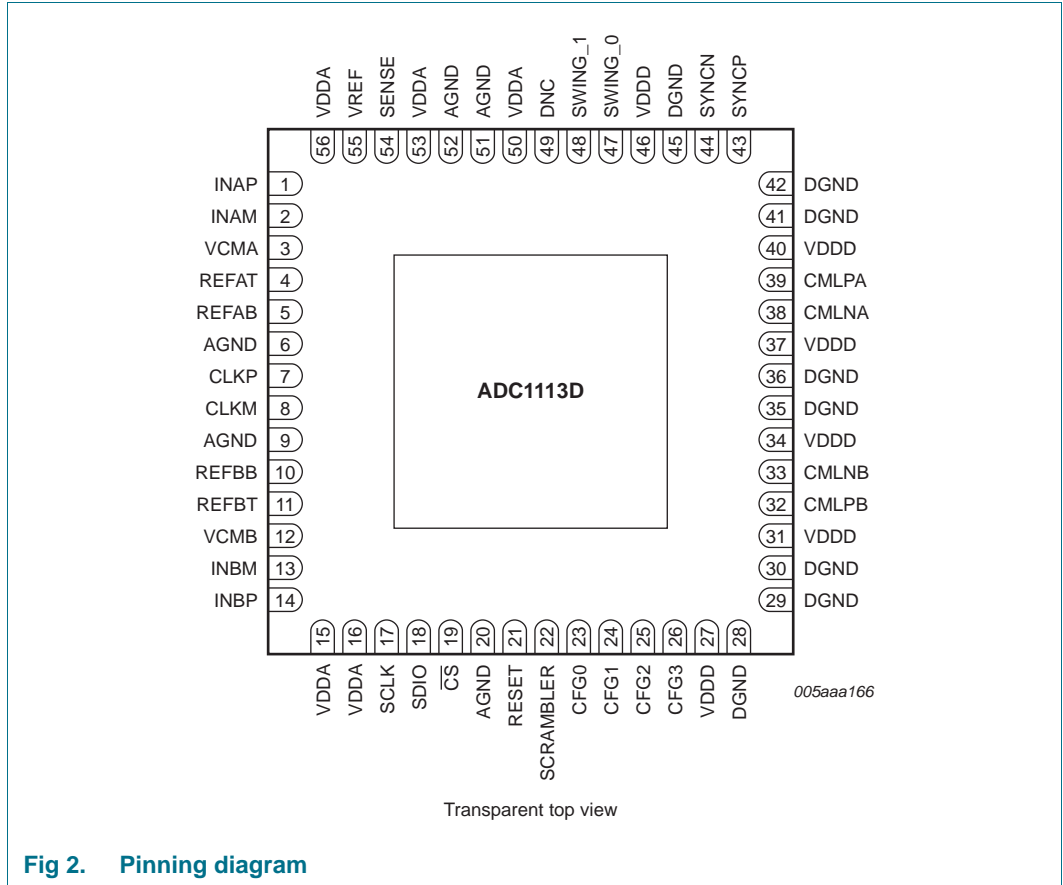 VDDA VREF SENSE VDDA AGND AGND VDDA DNC SWING_1 SWING_0 VDDD DGND SYNCN SYNCP
56 55 54 53 52 51 50 49 48 47 46 45 44 43
INAP 1 42 DGND
INAM 2 41 DGND
VCMA 3 40 VDDD
REFAT 4 39 CMLPA
REFAB 5 38 CMLNA
AGND 6 37 VDDD
CLKP 7 36 DGND
ADC1113D
CLKM 8 35 DGND
AGND 9 34 VDDD
REFBB 10 33 CMLNB
REFBT 11 32 CMLPB
VCMB 12 31 VDDD
INBM 13 30 DGND
INBP 14 29 DGND
15 16 17 18 19 20 21 22 23 24 25 26 27 28
VDDA VDDA SCLK SDIO CS AGND RESET SCRAMBLER CFG0 CFG1 CFG2 CFG3 VDDD DGND
005aaa166
Transparent top view
Fig 2. Pinning diagram